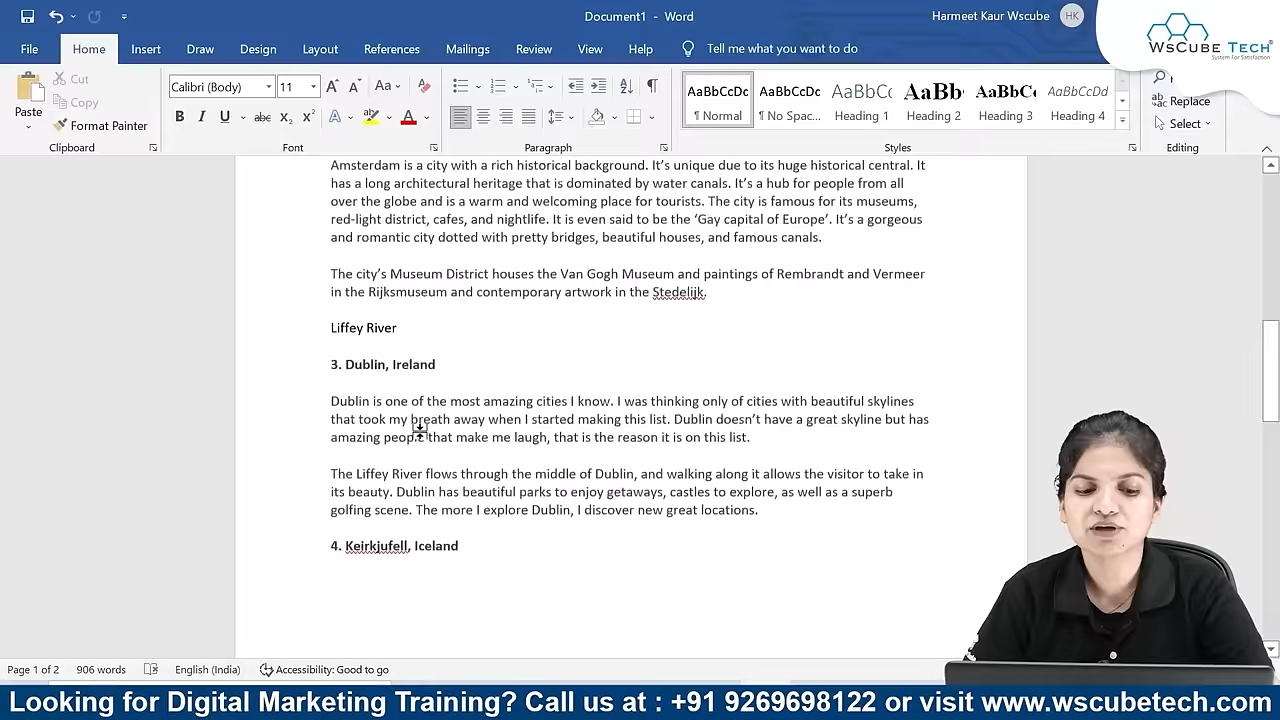 Document1 - Word
Harmeet Kaur Wscube
HK
WsCube Tech
System For Satisfaction
File Home Insert Draw Design Layout References Mailings Review View Help Tell me what you want to do
Paste
Cut
Copy
Format Painter
Calibri (Body)
11
AaBbCcDc
¶ Normal
AaBbCcDc
¶ No Spac...
AaBbCc
Heading 1
AaBb
Heading 2
AaBbCc
Heading 3
AaBbCcDd
Heading 4
Replace
Select
Clipboard
Font
Paragraph
Styles
Editing
Amsterdam is a city with a rich historical background. It’s unique due to its huge historical central. It
has a long architectural heritage that is dominated by water canals. It’s a hub for people from all
over the globe and is a warm and welcoming place for tourists. The city is famous for its museums,
red-light district, cafes, and nightlife. It is even said to be the ‘Gay capital of Europe’. It’s a gorgeous
and romantic city dotted with pretty bridges, beautiful houses, and famous canals.
The city’s Museum District houses the Van Gogh Museum and paintings of Rembrandt and Vermeer
in the Rijksmuseum and contemporary artwork in the Stedelijk.
Liffey River
3. Dublin, Ireland
Dublin is one of the most amazing cities I know. I was thinking only of cities with beautiful skylines
that took my breath away when I started making this list. Dublin doesn’t have a great skyline but has
amazing people that make me laugh, that is the reason it is on this list.
The Liffey River flows through the middle of Dublin, and walking along it allows the visitor to take in
its beauty. Dublin has beautiful parks to enjoy getaways, castles to explore, as well as a superb
golfing scene. The more I explore Dublin, I discover new great locations.
4. Keirkjufell, Iceland
Page 1 of 2 906 words English (India) Accessibility: Good to go
Looking for Digital Marketing Training? Call us at : +91 9269698122 or visit www.wscubetech.com